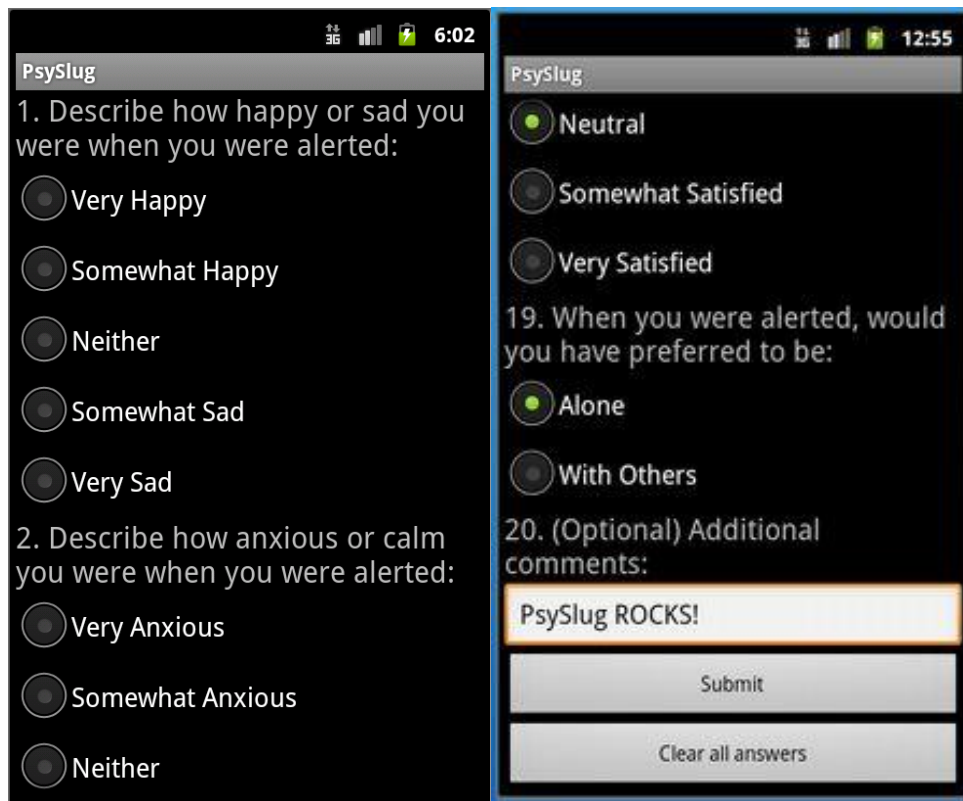 3G 6:02
PsySlug
1. Describe how happy or sad you
were when you were alerted:
Very Happy
Somewhat Happy
Neither
Somewhat Sad
Very Sad
2. Describe how anxious or calm
you were when you were alerted:
Very Anxious
Somewhat Anxious
Neither
3G 12:55
PsySlug
Neutral
Somewhat Satisfied
Very Satisfied
19. When you were alerted, would
you have preferred to be:
Alone
With Others
20. (Optional) Additional
comments:
PsySlug ROCKS!
Submit
Clear all answers